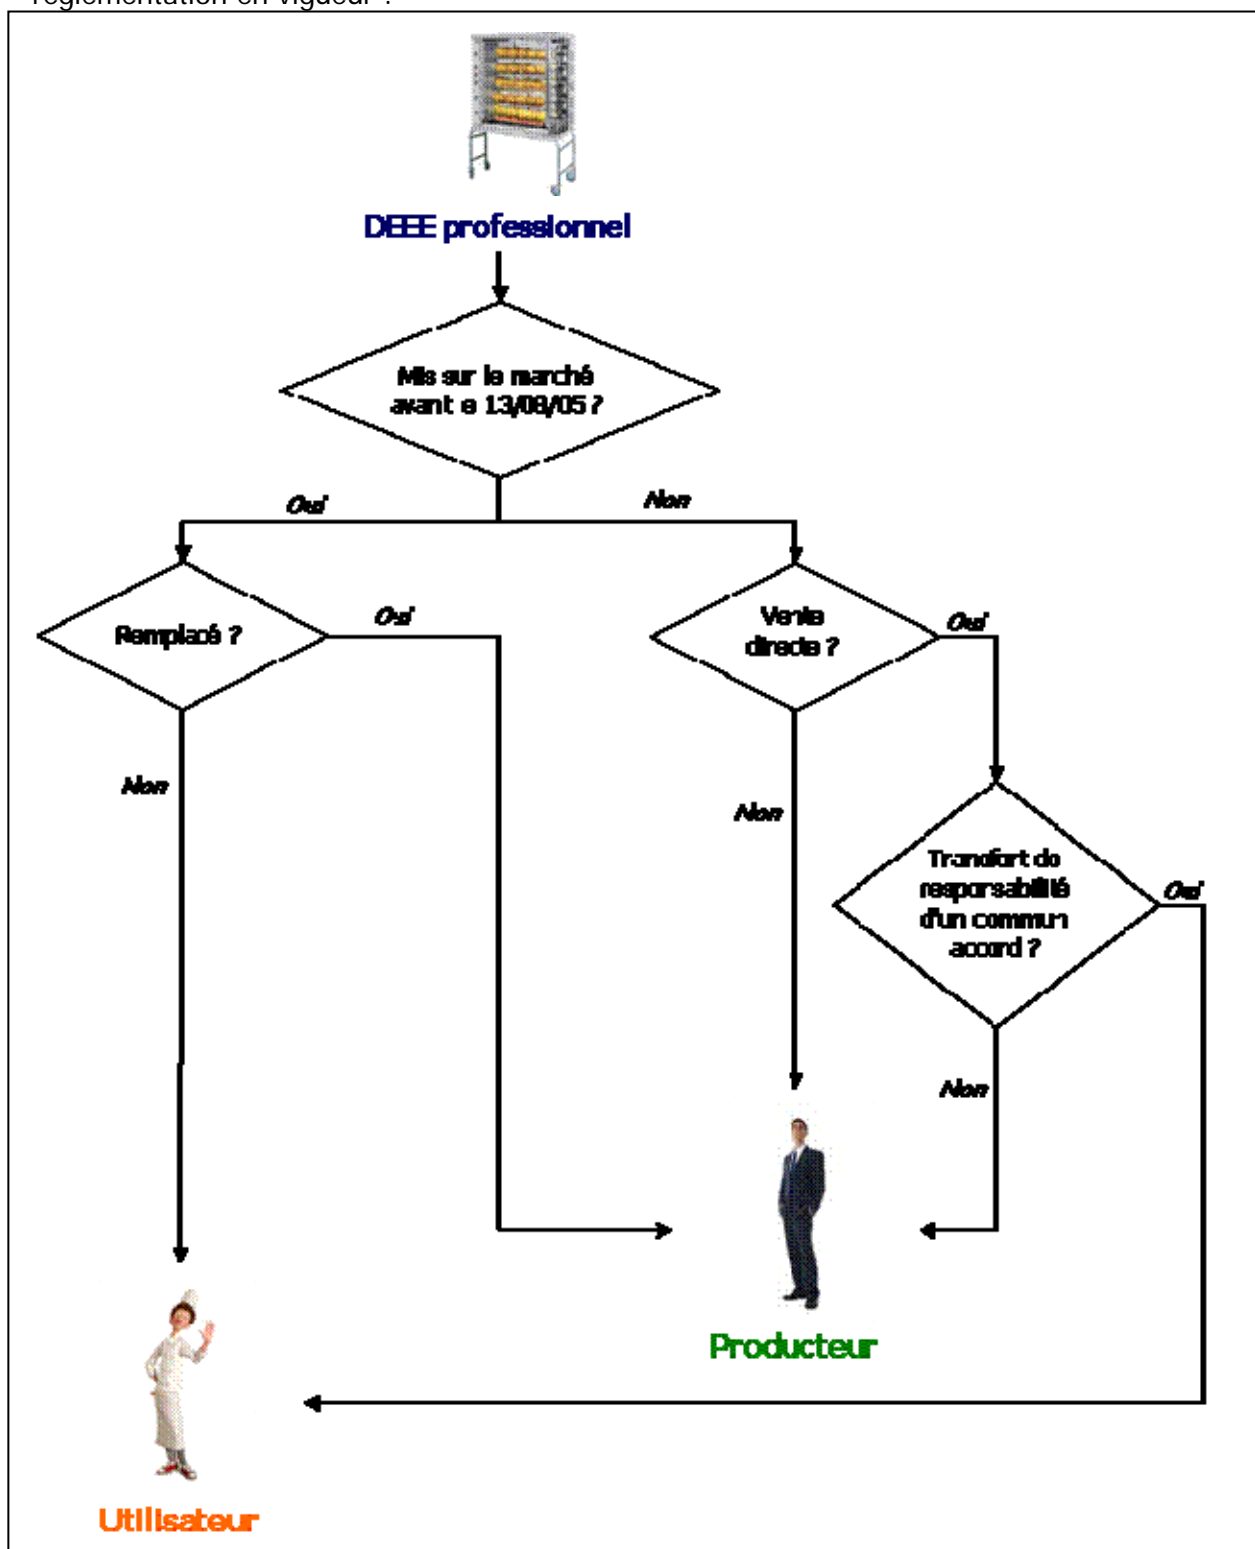 réglementation en vigueur :
DEEE professionnel
Mis sur le marché
avant le 13/08/05 ?
Oui
Non
Remplacé ?
Oui
Vente
directe ?
Oui
Non
Non
Transfert de
responsabilité
d'un commun
accord ?
Oui
Non
Producteur
Utilisateur